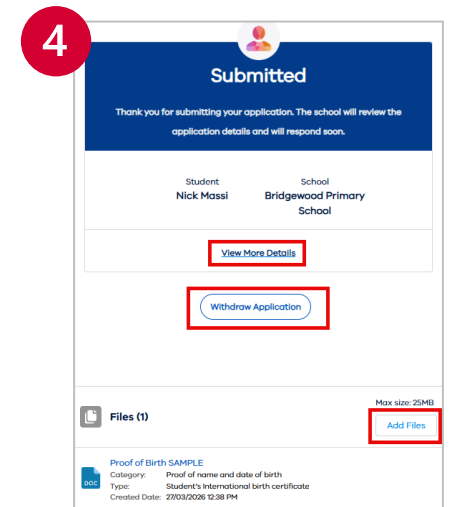 4
Submitted
Thank you for submitting your application. The school will review the
application details and will respond soon.
Student
Nick Massi
School
Bridgewood Primary
School
View More Details
Withdraw Application
Files (1)
Max size: 25MB
Add Files
DOC
Proof of Birth SAMPLE
Category: Proof of name and date of birth
Type: Student's International birth certificate
Created Date: 27/03/2026 12:38 PM